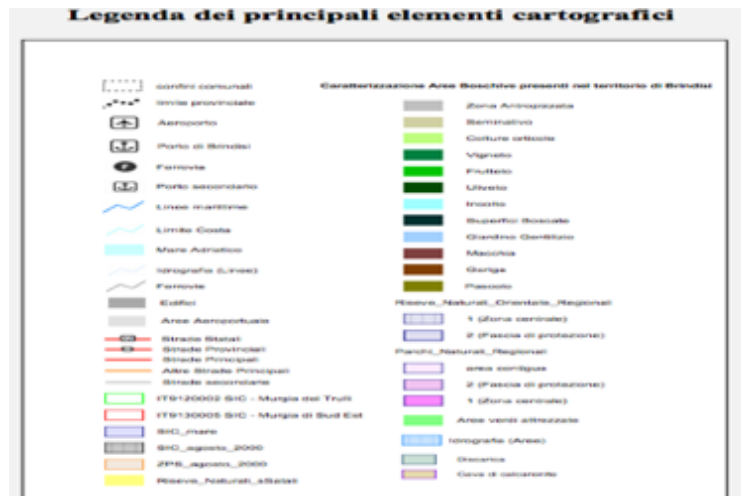 Legenda dei principali elementi cartografici
confini comunali
limite provinciale
Aeroporto
Porto di Brindisi
Ferrovie
Porto secondario
Linee marittime
Limite Costa
Mare Adriatico
Idrografia (Linee)
Ferrovie
Edifici
Aree Aeroportuale
Strade Statali
Strade Provinciali
Strade Principali
Altre Strade Principali
Strade secondarie
IT9120002 SIC - Murgia dei Trulli
IT9130005 SIC - Murgia di Sud Est
SIC_mare
SIC_agosto_2000
ZPS_agosto_2000
Riseve_Naturali_sSatali
Caratterizzazione Aree Boschive presenti nel territorio di Brindisi
Zona Antropizzata
Seminativo
Colture orticole
Vigneto
Frutteto
Uliveto
Incolto
Superfici Boscate
Giardino Gentilizio
Macchia
Gariga
Pascolo
Riseve_Naturali_Orientate_Regionali
1 (Zona centrale)
2 (Fascia di protezione)
Parchi_Naturali_Regionali
area contigua
2 (Fascia di protezione)
1 (Zona centrale)
Aree verdi attrezzate
Idrografia (Aree)
Discarica
Cava di calcarenite